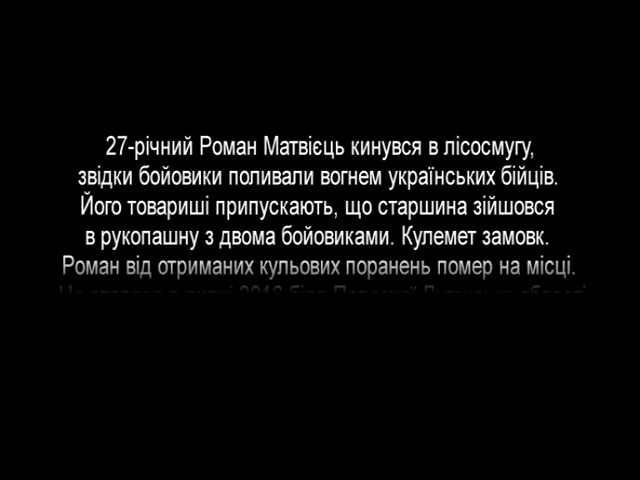 27-річний Роман Матвієць кинувся в лісосмугу,
звідки бойовики поливали вогнем українських бійців.
Його товариші припускають, що старшина зійшовся
в рукопашну з двома бойовиками. Кулемет замовк.
Роман від отриманих кульових поранень помер на місці.